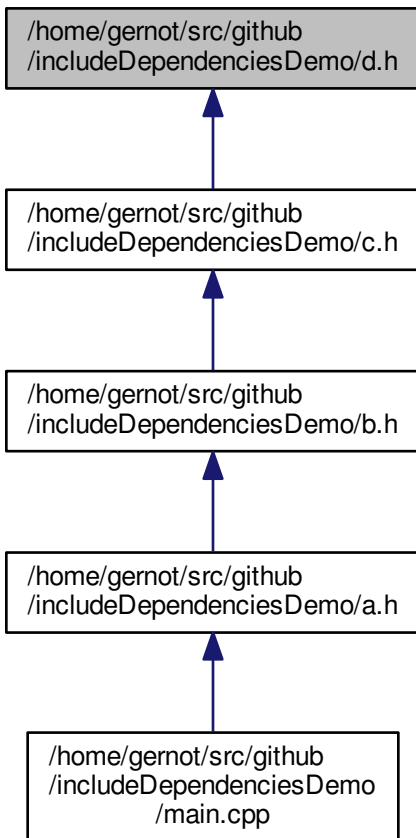 /home/gernot/src/github
/includeDependenciesDemo/d.h
/home/gernot/src/github
/includeDependenciesDemo/c.h
/home/gernot/src/github
/includeDependenciesDemo/b.h
/home/gernot/src/github
/includeDependenciesDemo/a.h
/home/gernot/src/github
/includeDependenciesDemo
/main.cpp